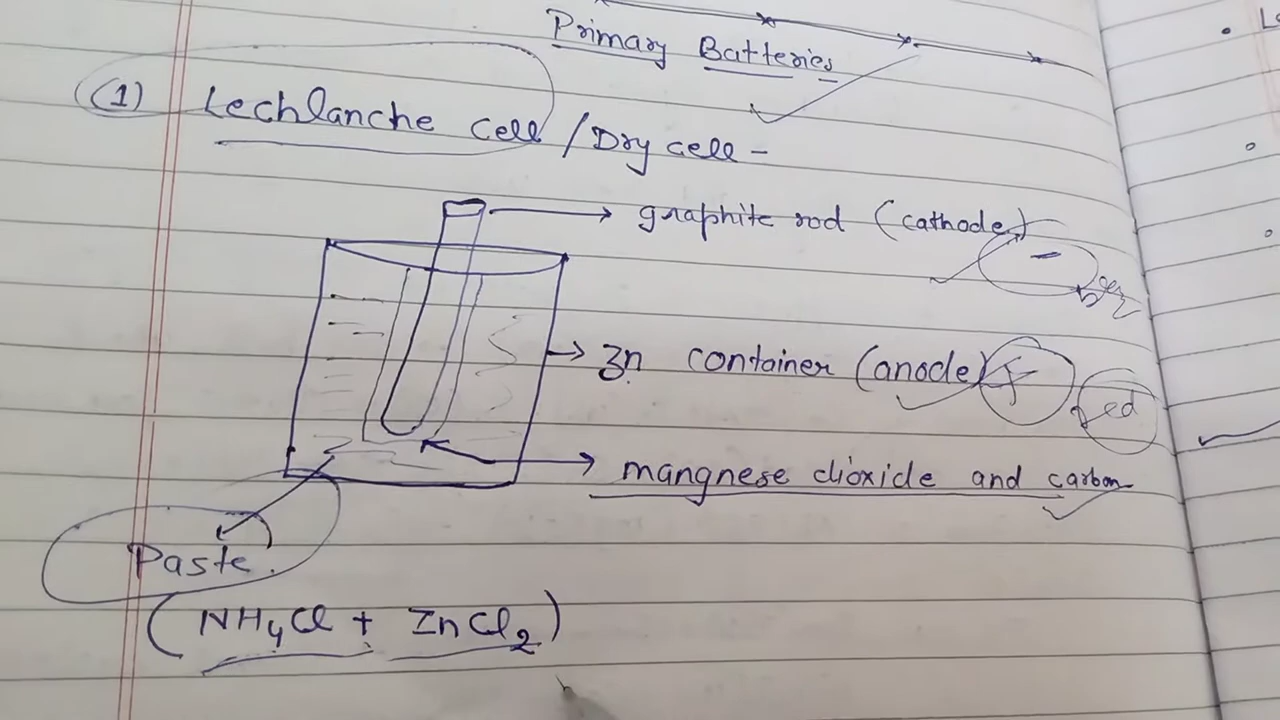 Primary Batteries
(1) Lechlanche cell / Dry cell -
graphite rod (cathode)
-
Zn container (anode) +
red
mangnese dioxide and carbon
Paste.
(NH4Cl + ZnCl2)